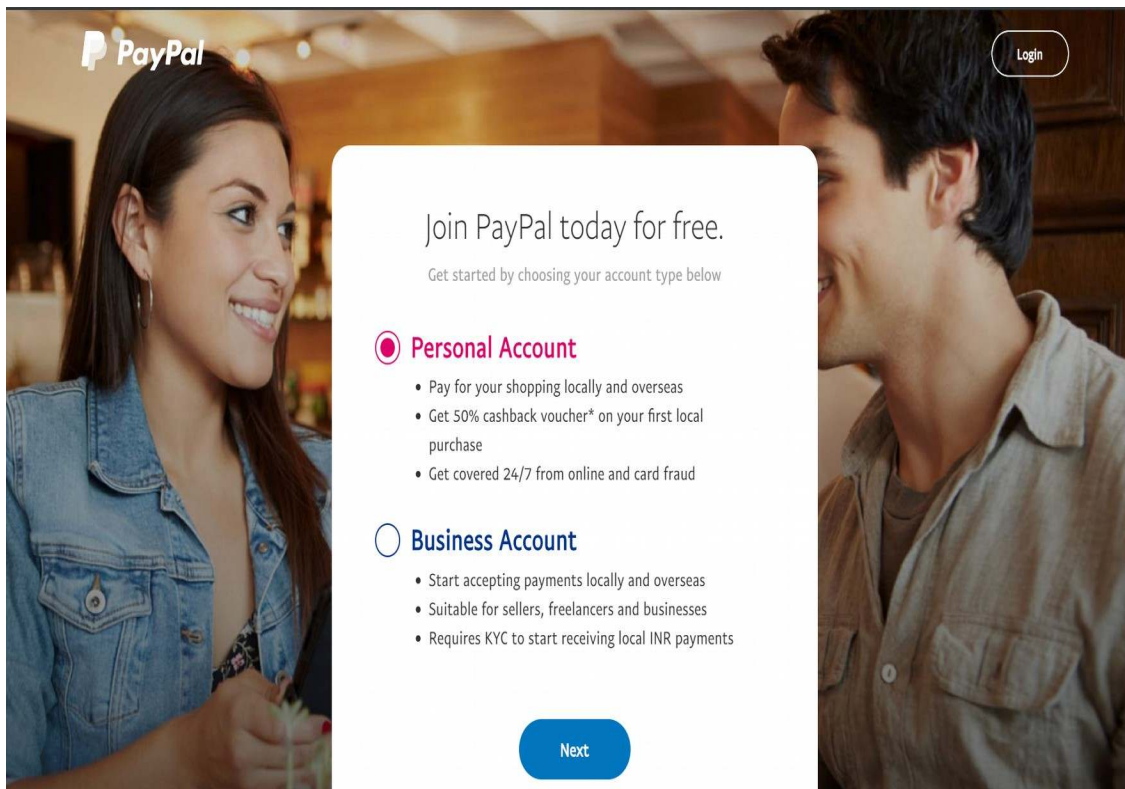 PayPal
Login
Join PayPal today for free.
Get started by choosing your account type below
Personal Account
• Pay for your shopping locally and overseas
• Get 50% cashback voucher* on your first local
purchase
• Get covered 24/7 from online and card fraud
Business Account
• Start accepting payments locally and overseas
• Suitable for sellers, freelancers and businesses
• Requires KYC to start receiving local INR payments
Next